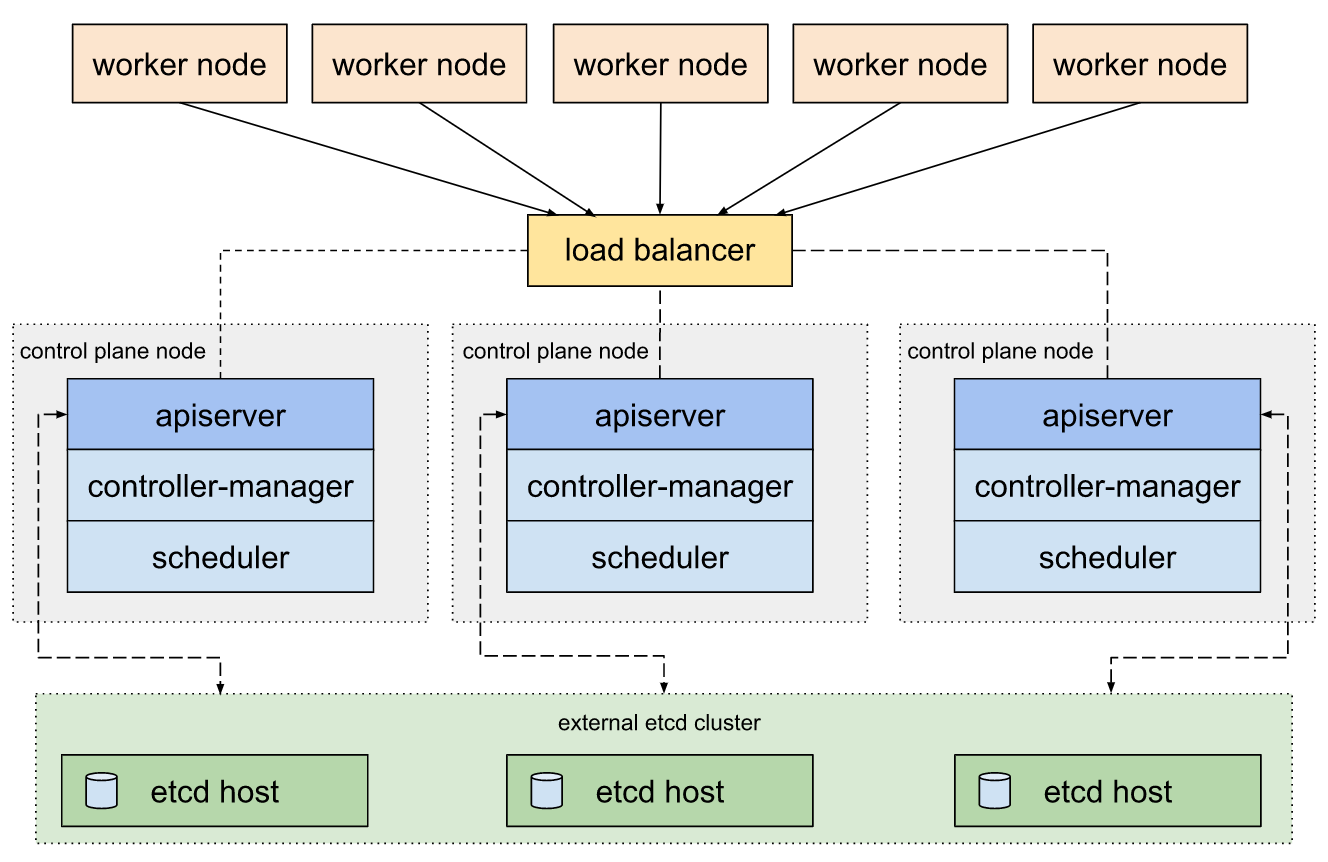 worker node
worker node
worker node
worker node
worker node
load balancer
control plane node
control plane node
control plane node
apiserver
apiserver
apiserver
controller-manager
controller-manager
controller-manager
scheduler
scheduler
scheduler
external etcd cluster
etcd host
etcd host
etcd host